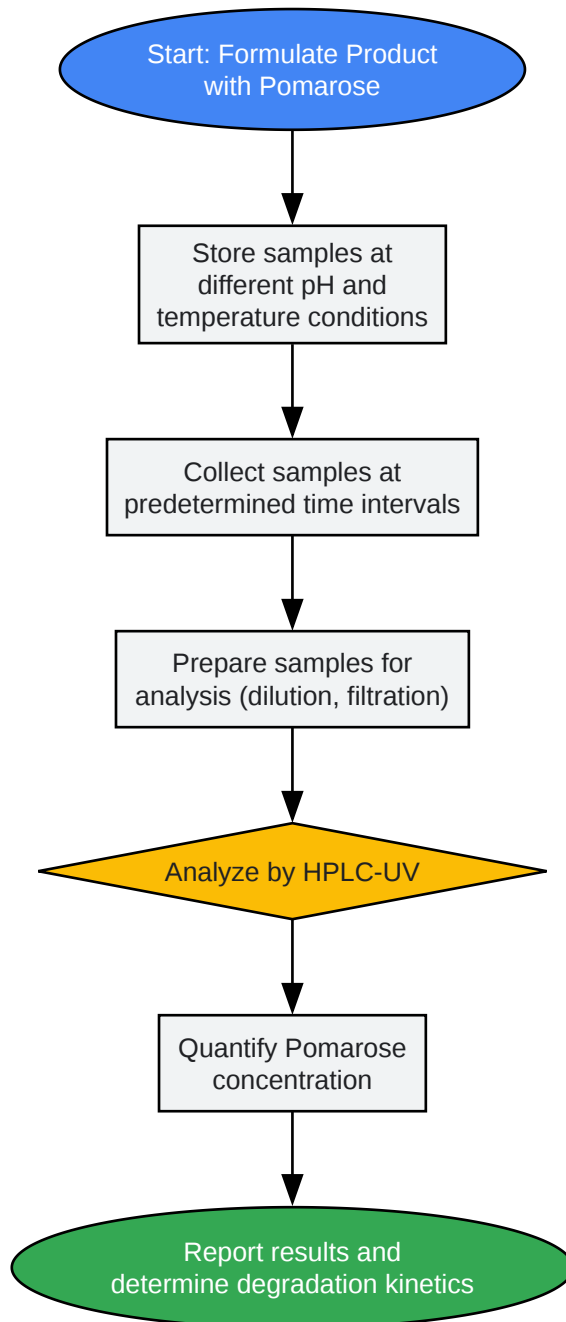 Start: Formulate Product
with Pomarose
Store samples at
different pH and
temperature conditions
Collect samples at
predetermined time intervals
Prepare samples for
analysis (dilution, filtration)
Analyze by HPLC-UV
Quantify Pomarose
concentration
Report results and
determine degradation kinetics